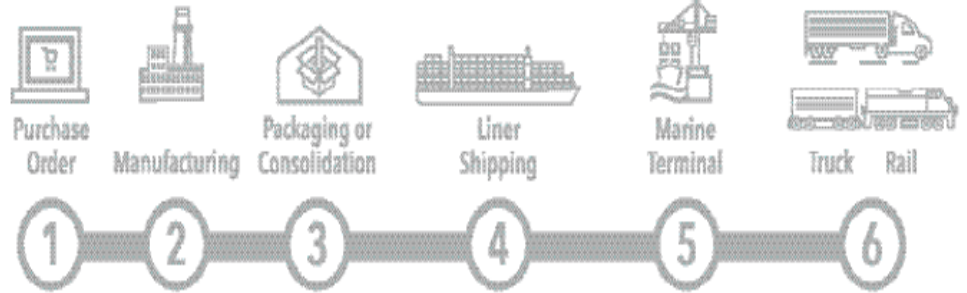 Purchase
Order
Manufacturing
Packaging or
Consolidation
Liner
Shipping
Marine
Terminal
Truck Rail
1 2 3 4 5 6